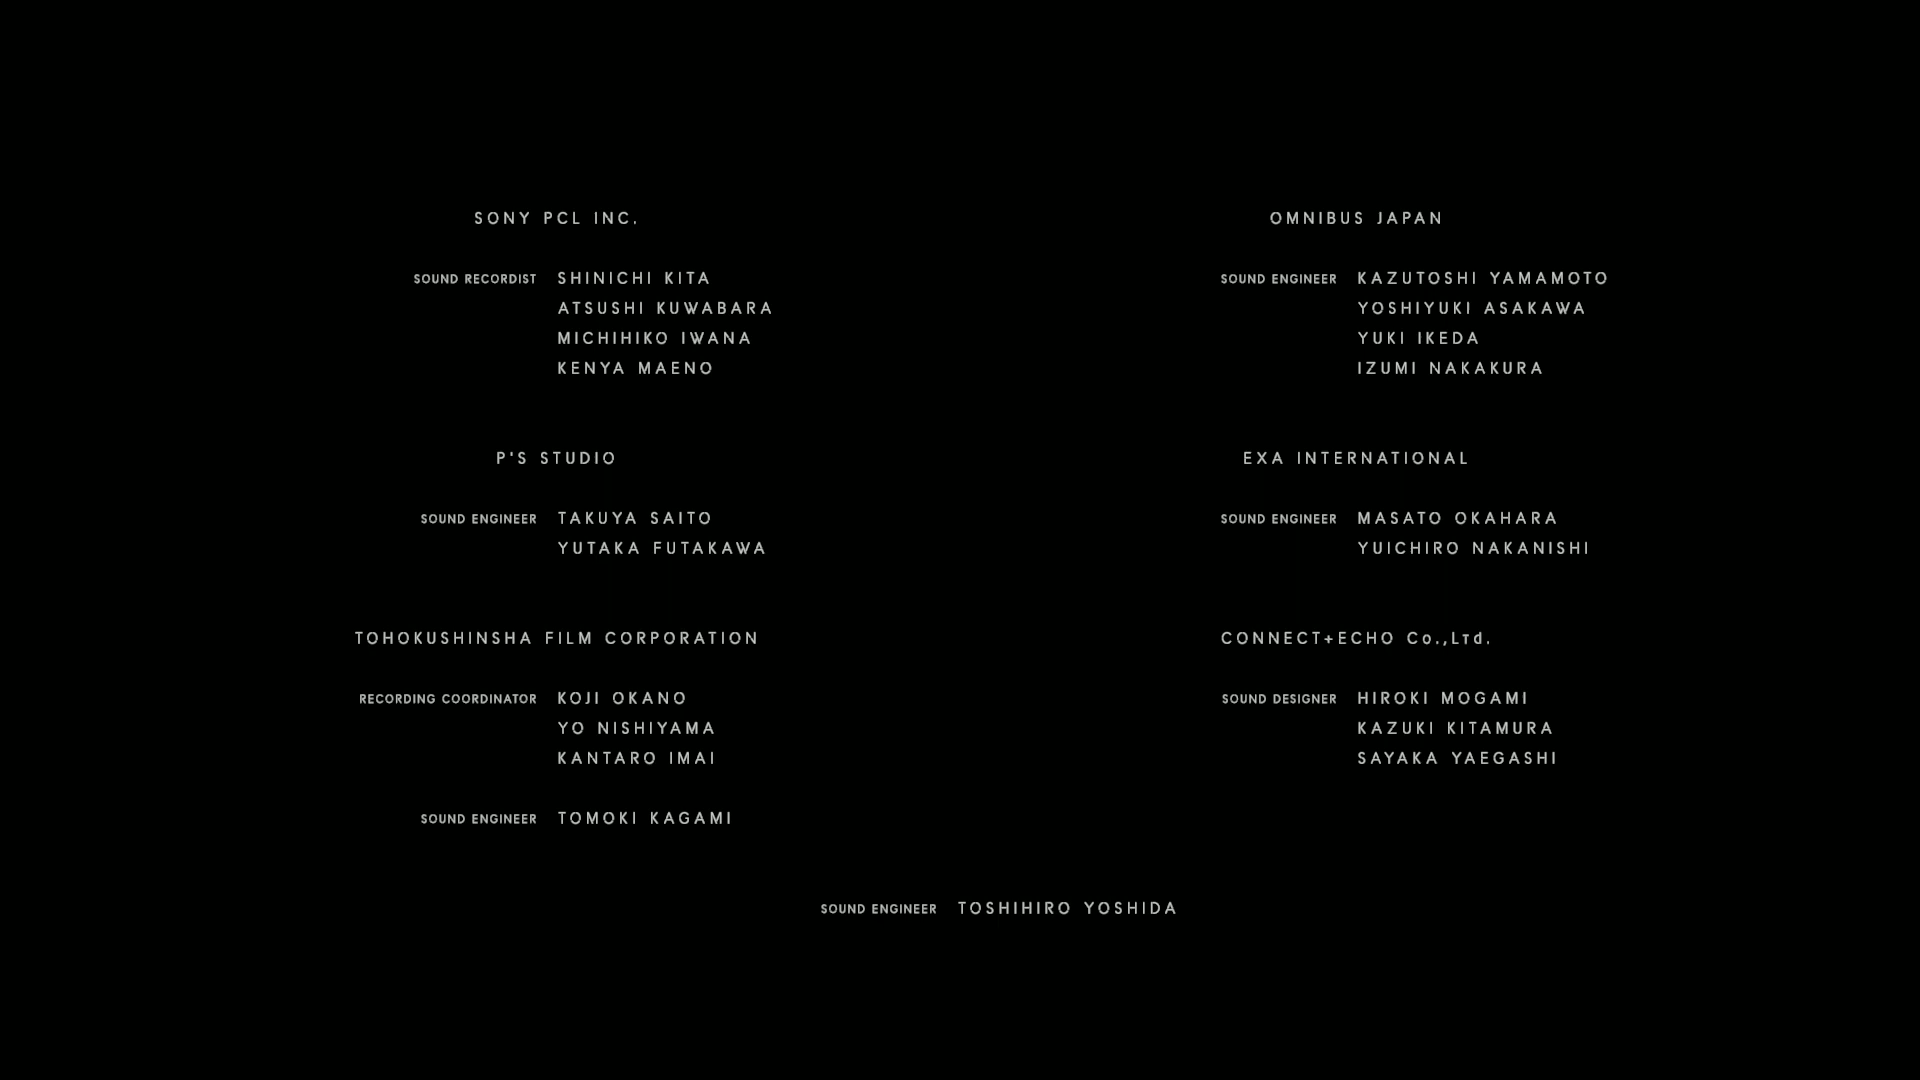 SONY PCL INC.
SOUND RECORDIST SHINICHI KITA
ATSUSHI KUWABARA
MICHIHIKO IWANA
KENYA MAENO
OMNIBUS JAPAN
SOUND ENGINEER KAZUTOSHI YAMAMOTO
YOSHIYUKI ASAKAWA
YUKI IKEDA
IZUMI NAKAKURA
P'S STUDIO
SOUND ENGINEER TAKUYA SAITO
YUTAKA FUTAKAWA
EXA INTERNATIONAL
SOUND ENGINEER MASATO OKAHARA
YUICHIRO NAKANISHI
TOHOKUSHINSHA FILM CORPORATION
RECORDING COORDINATOR KOJI OKANO
YO NISHIYAMA
KANTARO IMAI
SOUND ENGINEER TOMOKI KAGAMI
CONNECT+ECHO Co.,Ltd.
SOUND DESIGNER HIROKI MOGAMI
KAZUKI KITAMURA
SAYAKA YAEGASHI
SOUND ENGINEER TOSHIHIRO YOSHIDA